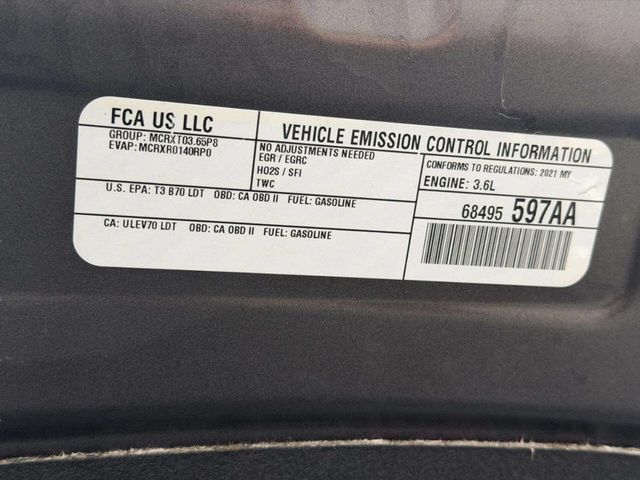 FCA US LLC
GROUP: MCRXT03.65P8
EVAP: MCRXR0140RP0
VEHICLE EMISSION CONTROL INFORMATION
NO ADJUSTMENTS NEEDED
EGR / EGRC
HO2S / SFI
TWC
CONFORMS TO REGULATIONS: 2021 MY
ENGINE: 3.6L
U.S. EPA: T3 B70 LDT OBD: CA OBD II FUEL: GASOLINE
CA: ULEV70 LDT OBD: CA OBD II FUEL: GASOLINE
68495 597AA